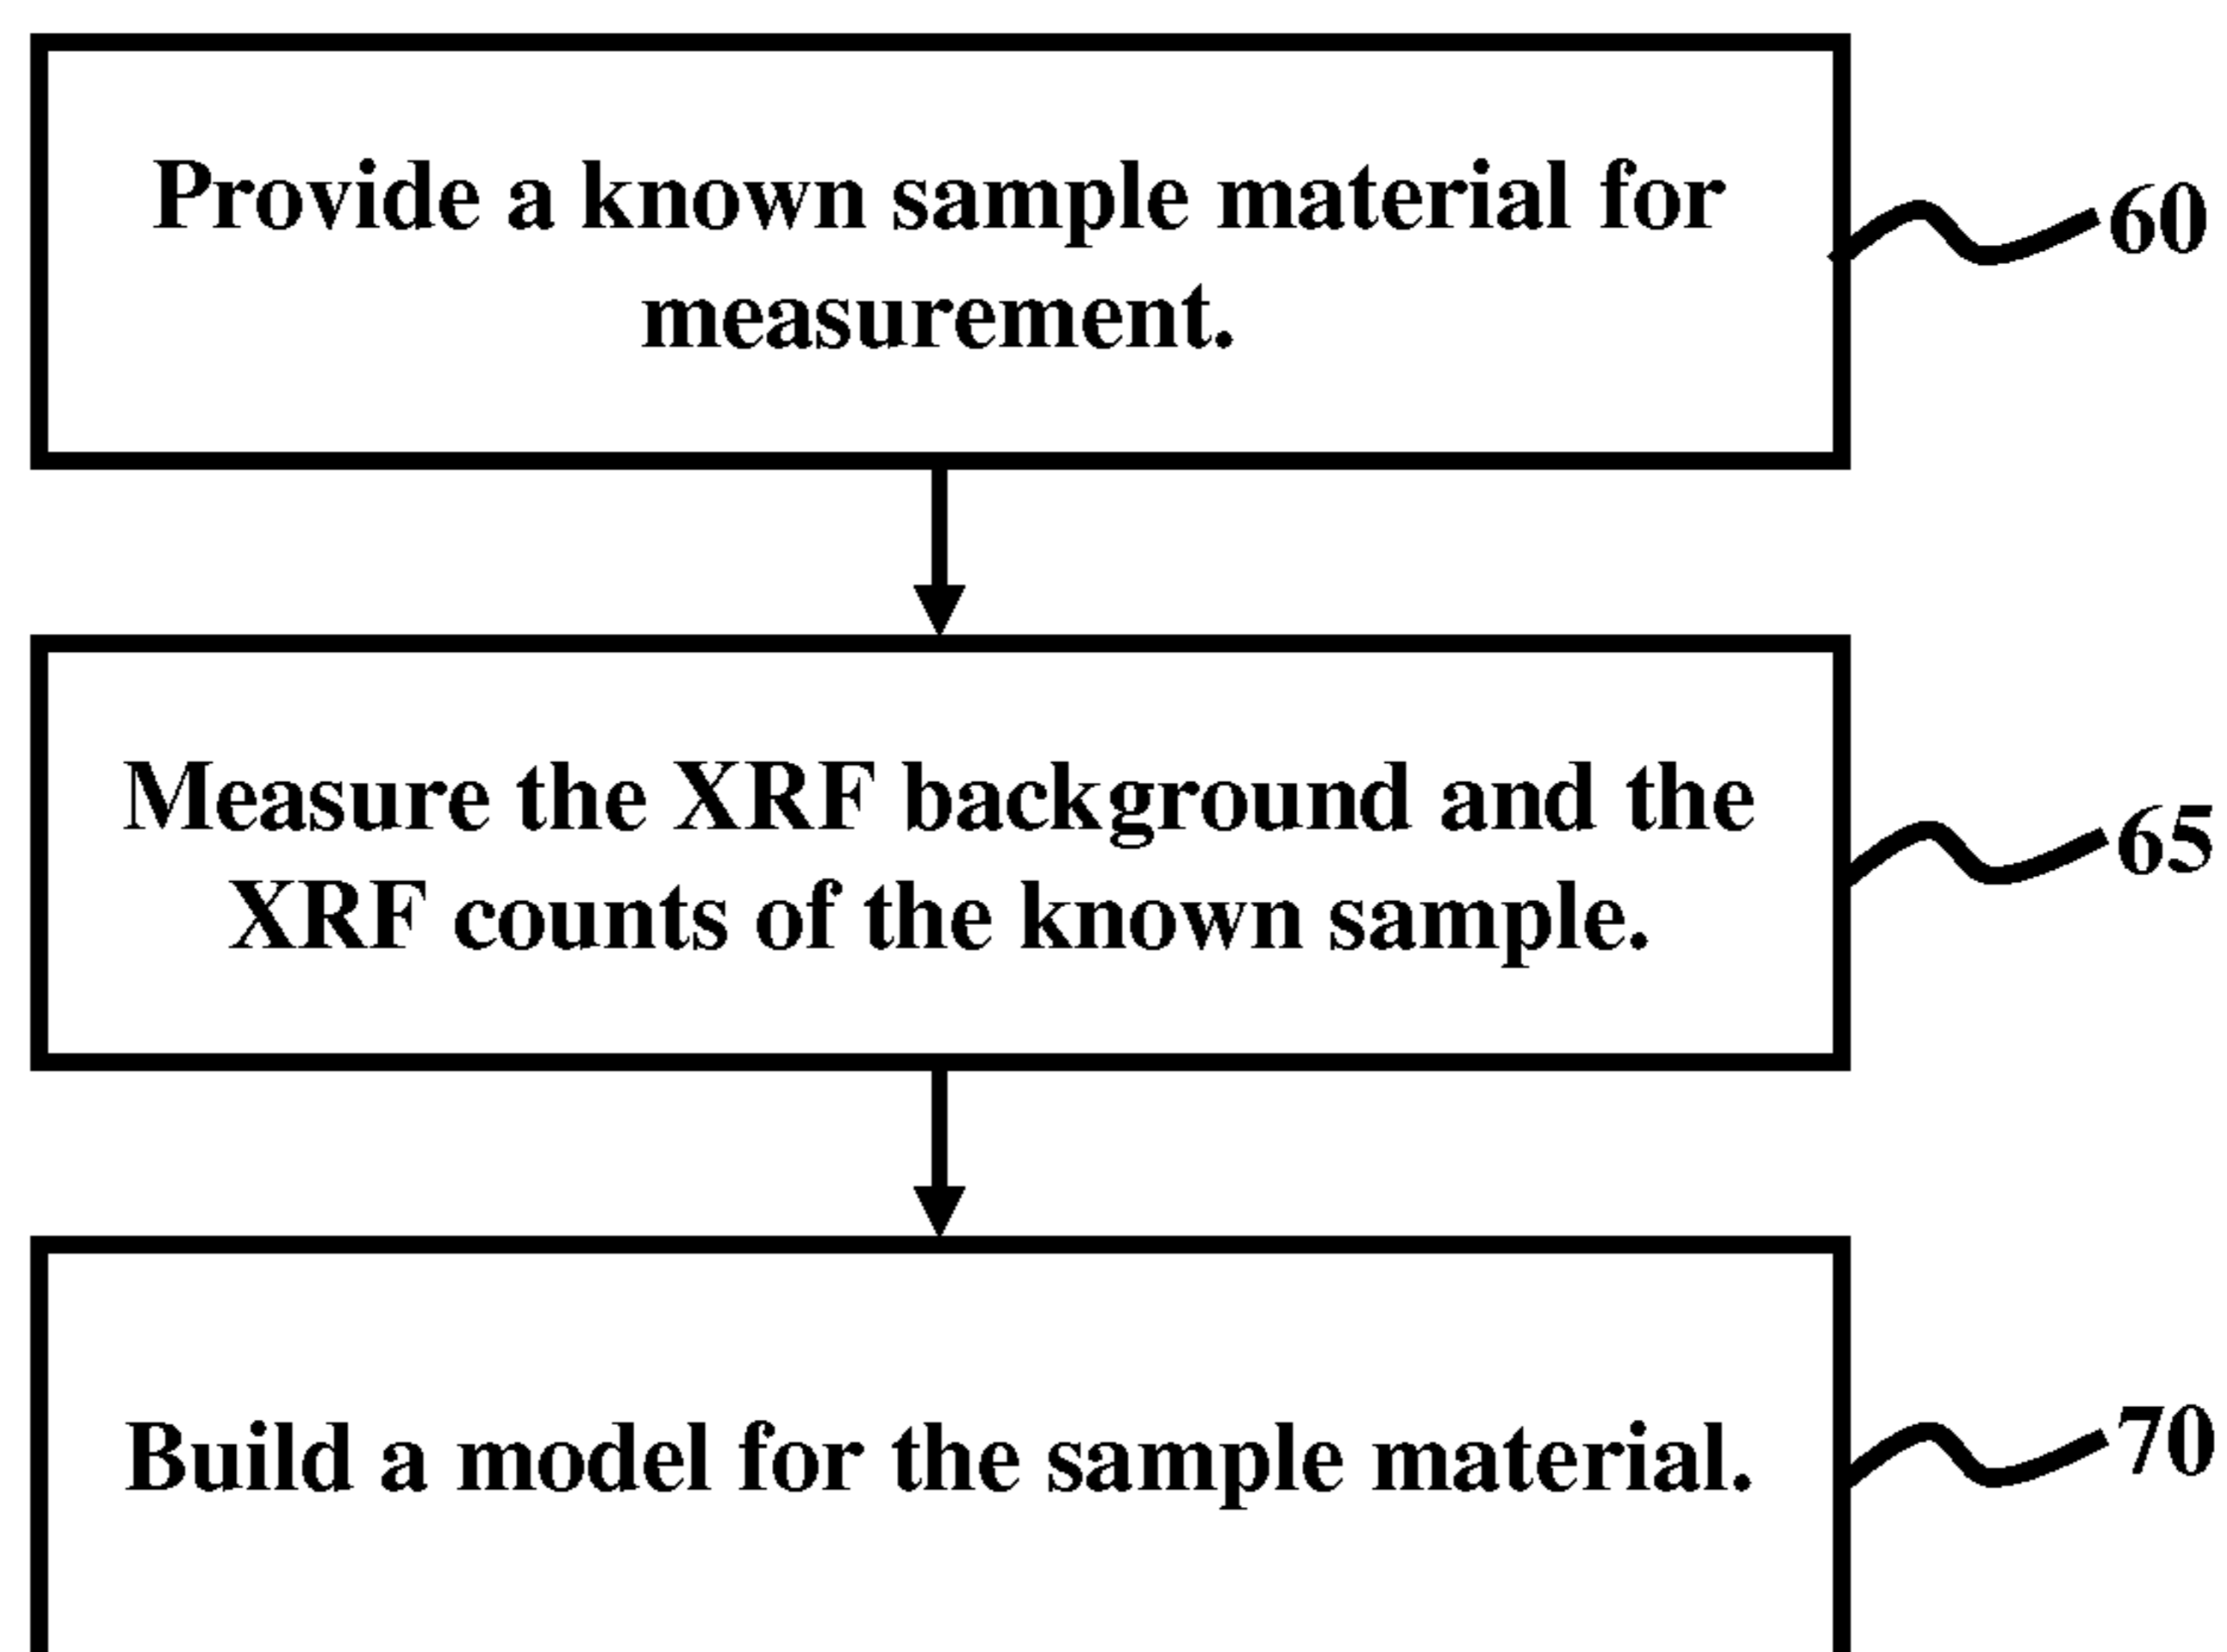 Provide a known sample material for
measurement.
60
Measure the XRF background and the
XRF counts of the known sample.
65
Build a model for the sample material.
70